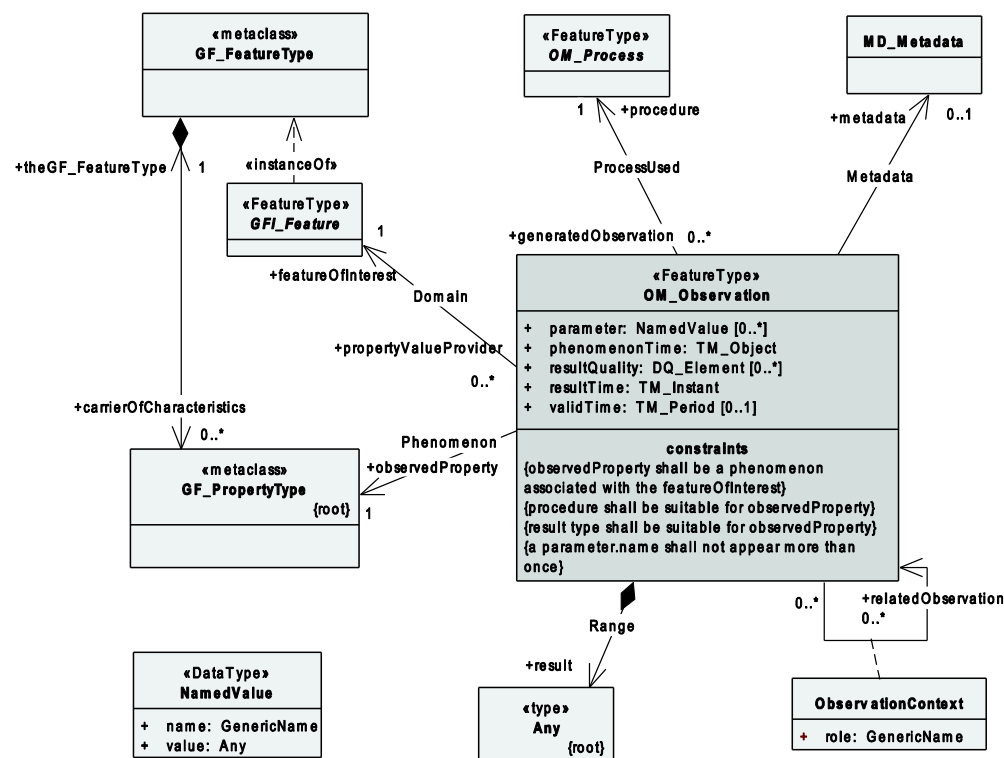 «metaclass»
GF_FeatureType
«FeatureType»
OM_Process
MD_Metadata
+theGF_FeatureType
1
«instanceOf»
1
+procedure
+metadata
0..1
ProcessUsed
Metadata
«FeatureType»
GFI_Feature
1
+generatedObservation
0..*
+featureOfInterest
Domain
+propertyValueProvider
0..*
«FeatureType»
OM_Observation
+ parameter: NamedValue [0..*]
+ phenomenonTime: TM_Object
+ resultQuality: DQ_Element [0..*]
+ resultTime: TM_Instant
+ validTime: TM_Period [0..1]
constraints
{observedProperty shall be a phenomenon
associated with the featureOfInterest}
{procedure shall be suitable for observedProperty}
{result type shall be suitable for observedProperty}
{a parameter.name shall not appear more than
once}
+carrierOfCharacteristics
0..*
Phenomenon
+observedProperty
1
«metaclass»
GF_PropertyType
{root}
0..*
+relatedObservation
0..*
Range
+result
«DataType»
NamedValue
+ name: GenericName
+ value: Any
«type»
Any
{root}
ObservationContext
+ role: GenericName